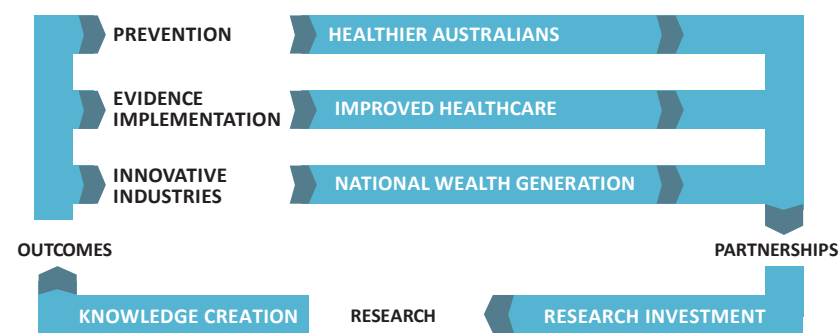 PREVENTION
HEALTHIER AUSTRALIANS
EVIDENCE
IMPLEMENTATION
IMPROVED HEALTHCARE
INNOVATIVE
INDUSTRIES
NATIONAL WEALTH GENERATION
OUTCOMES
PARTNERSHIPS
KNOWLEDGE CREATION
RESEARCH
RESEARCH INVESTMENT